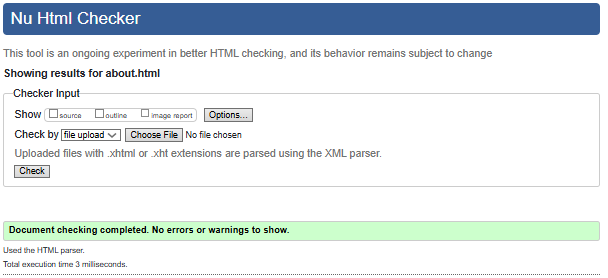 Nu Html Checker
This tool is an ongoing experiment in better HTML checking, and its behavior remains subject to change
Showing results for about.html
Checker Input
Show source outline image report Options...
Check by file upload Choose File No file chosen
Uploaded files with .xhtml or .xht extensions are parsed using the XML parser.
Check
Document checking completed. No errors or warnings to show.
Used the HTML parser.
Total execution time 3 milliseconds.